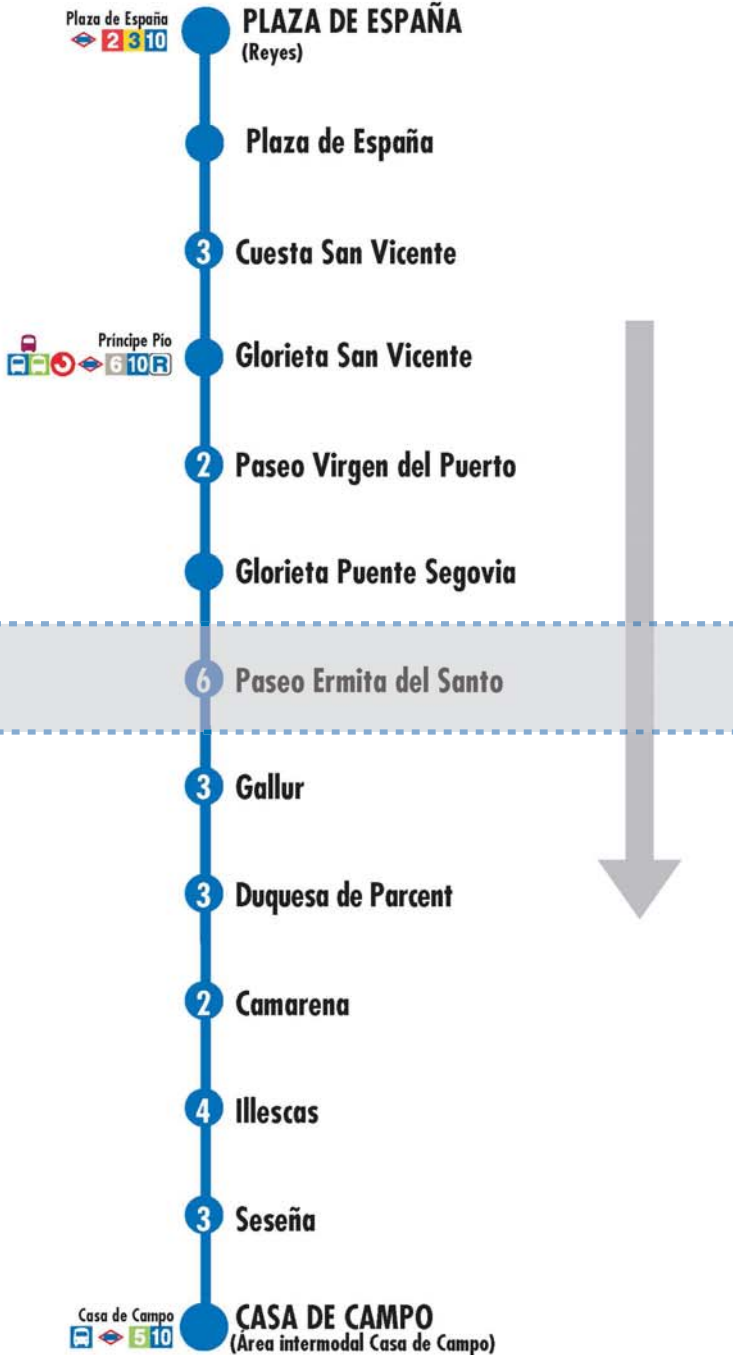 Plaza de España
2 3 10
PLAZA DE ESPAÑA
(Reyes)
Plaza de España
3 Cuesta San Vicente
Príncipe Pío
6 10 R
Glorieta San Vicente
2 Paseo Virgen del Puerto
Glorieta Puente Segovia
6 Paseo Ermita del Santo
3 Gallur
3 Duquesa de Parcent
2 Camarena
4 Illescas
3 Seseña
Casa de Campo
5 10
CASA DE CAMPO
(Área intermodal Casa de Campo)